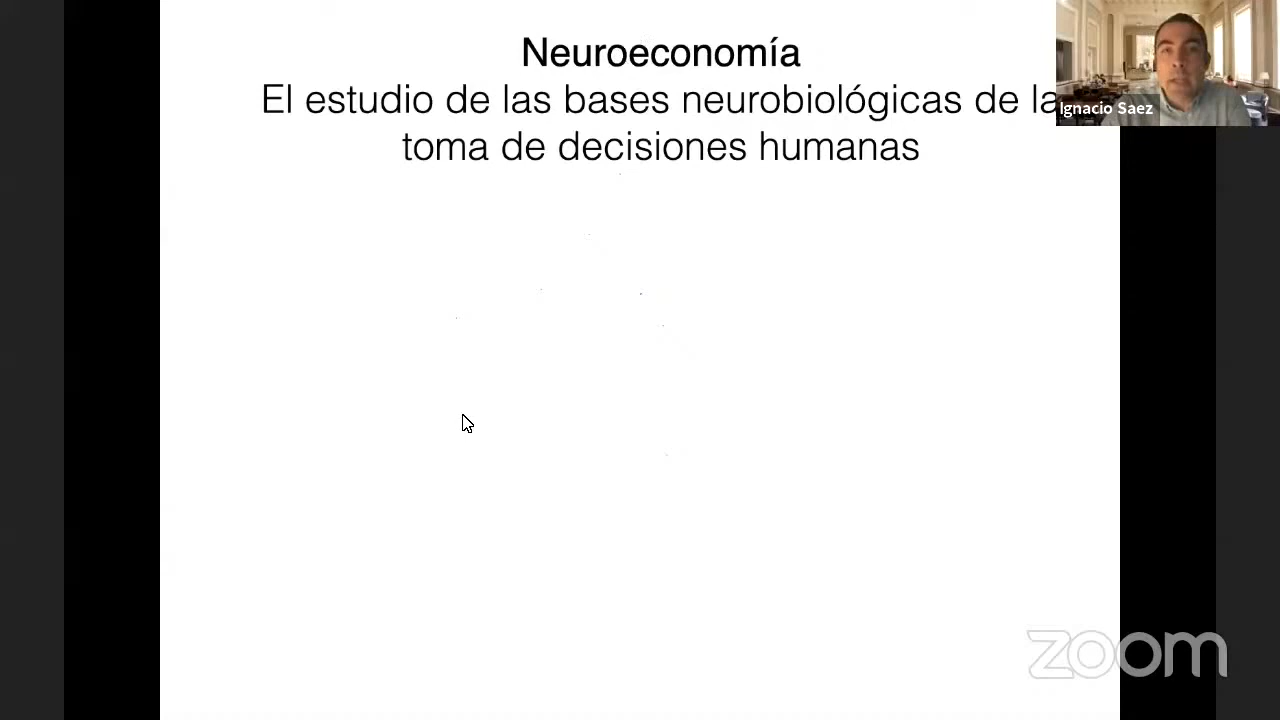 Neuroeconomía
El estudio de las bases neurobiológicas de la
toma de decisiones humanas
Ignacio Saez
zoom